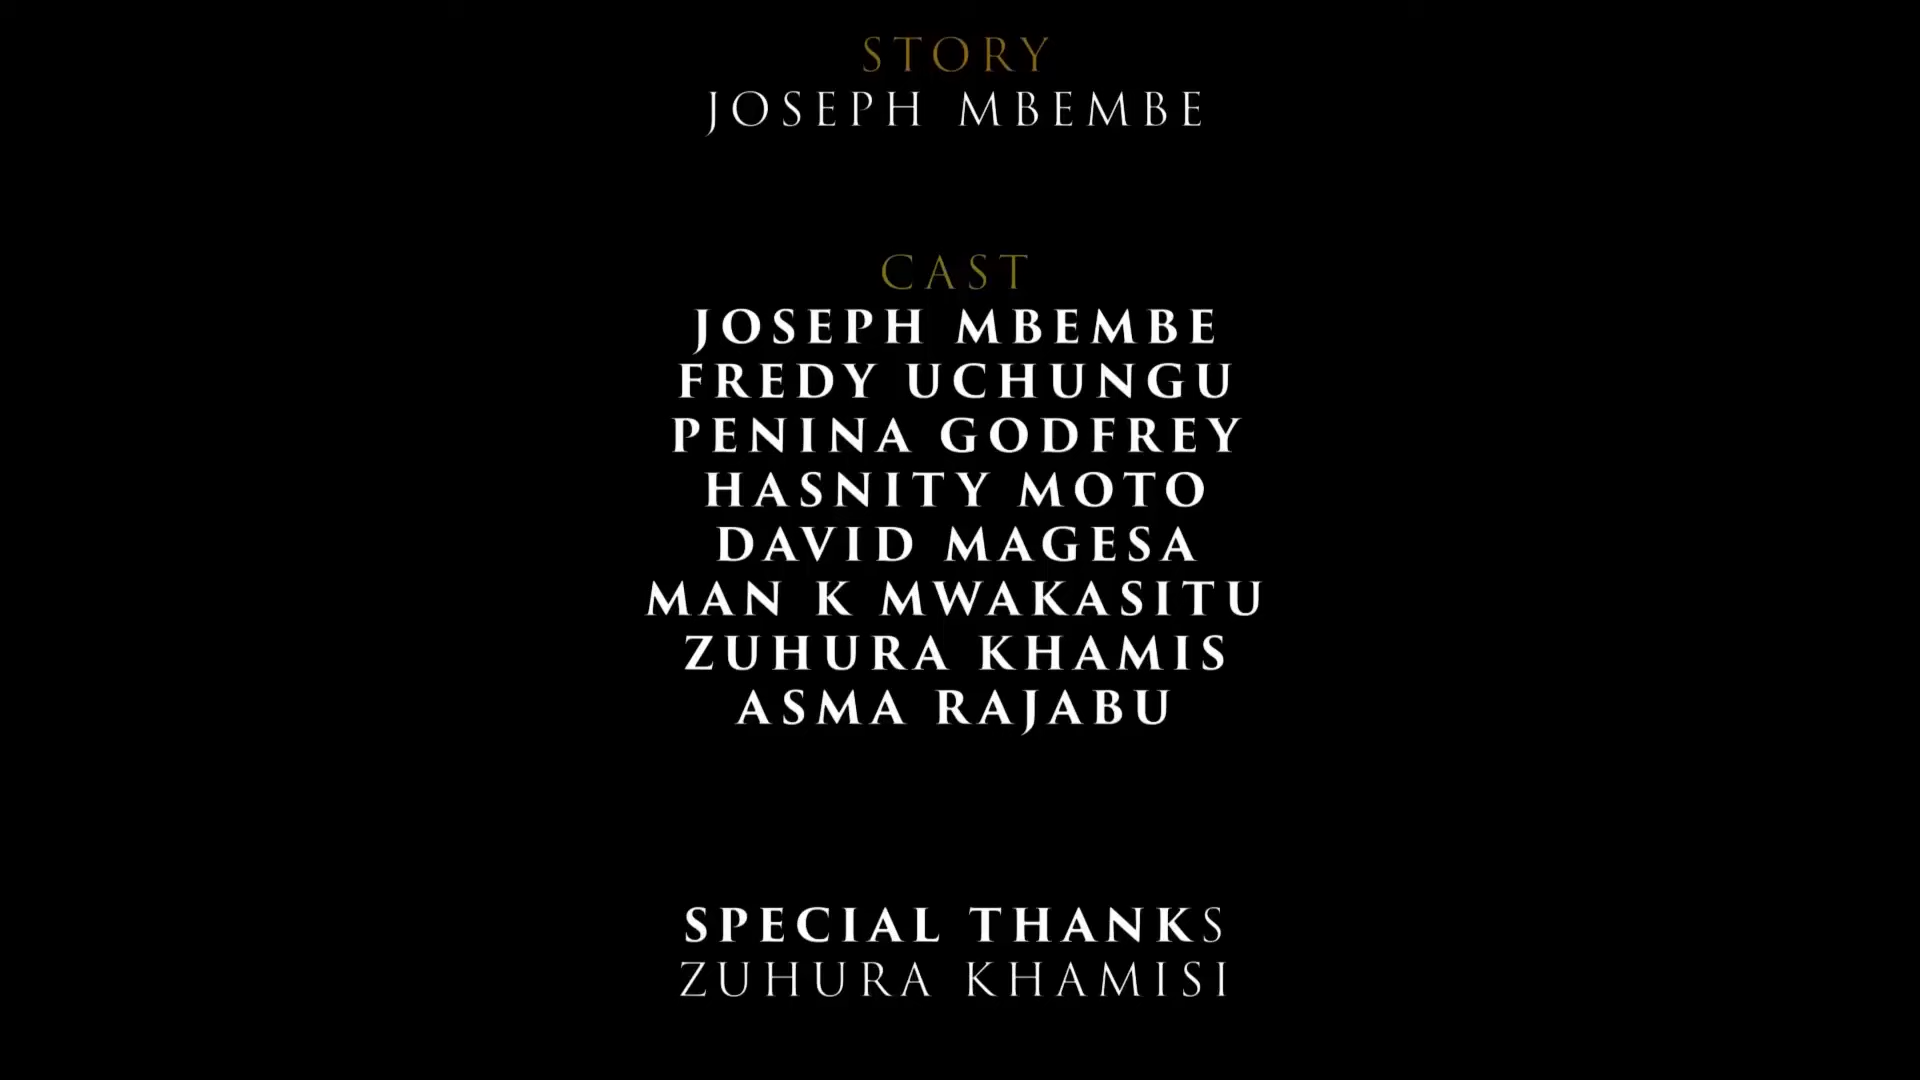 STORY
JOSEPH MBEMBE
CAST
JOSEPH MBEMBE
FREDY UCHUNGU
PENINA GODFREY
HASNITY MOTO
DAVID MAGESA
MAN K MWAKASITU
ZUHURA KHAMIS
ASMA RAJABU
SPECIAL THANKS
ZUHURA KHAMISI